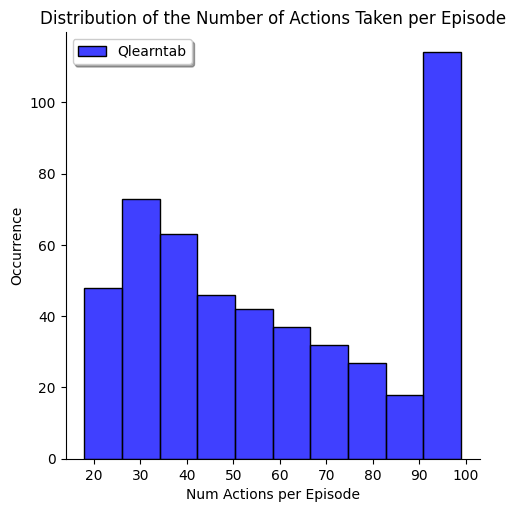 Distribution of the Number of Actions Taken per Episode
Qlearntab
100
80
60
40
20
0
Occurrence
20 30 40 50 60 70 80 90 100
Num Actions per Episode